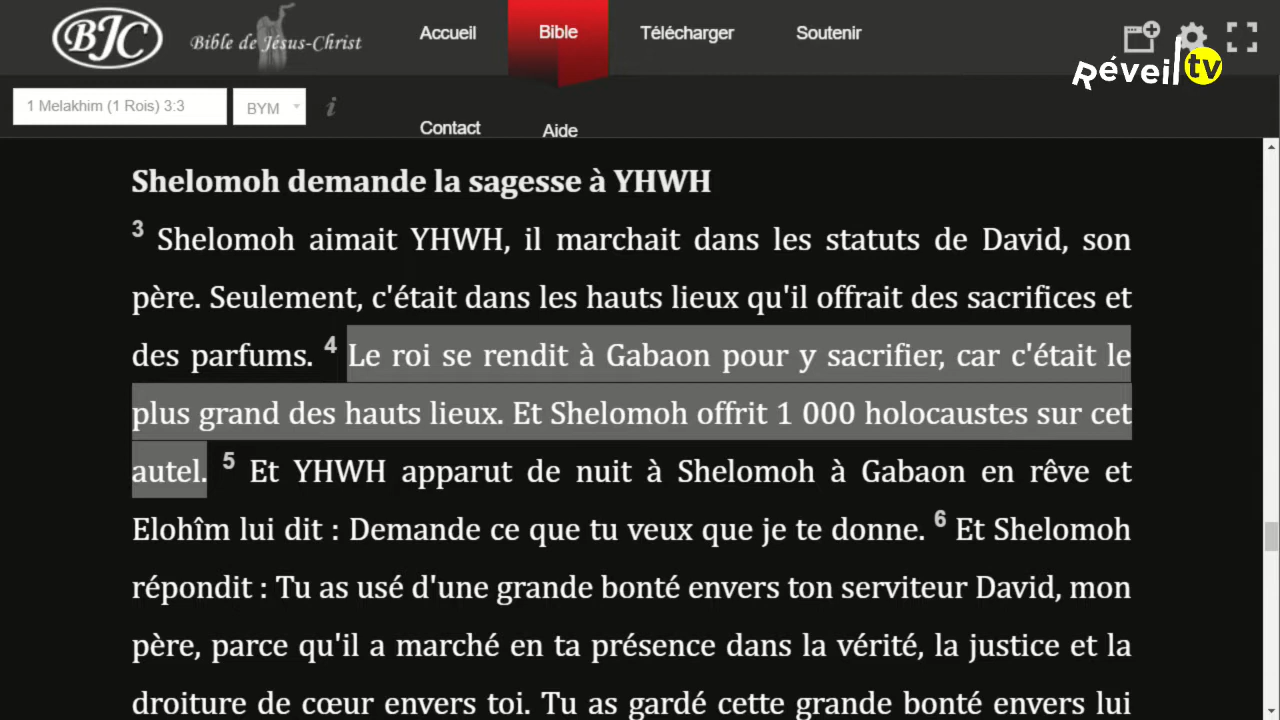 BJC
Bible de Jésus-Christ
Accueil
Bible
Télécharger
Soutenir
Réveil tv
1 Melakhim (1 Rois) 3:3
BYM
i
Contact
Aide
Shelomoh demande la sagesse à YHWH
3 Shelomoh aimait YHWH, il marchait dans les statuts de David, son
père. Seulement, c'était dans les hauts lieux qu'il offrait des sacrifices et
des parfums. 4 Le roi se rendit à Gabaon pour y sacrifier, car c'était le
plus grand des hauts lieux. Et Shelomoh offrit 1 000 holocaustes sur cet
autel. 5 Et YHWH apparut de nuit à Shelomoh à Gabaon en rêve et
Elohîm lui dit : Demande ce que tu veux que je te donne. 6 Et Shelomoh
répondit : Tu as usé d'une grande bonté envers ton serviteur David, mon
père, parce qu'il a marché en ta présence dans la vérité, la justice et la
droiture de cœur envers toi. Tu as gardé cette grande bonté envers lui